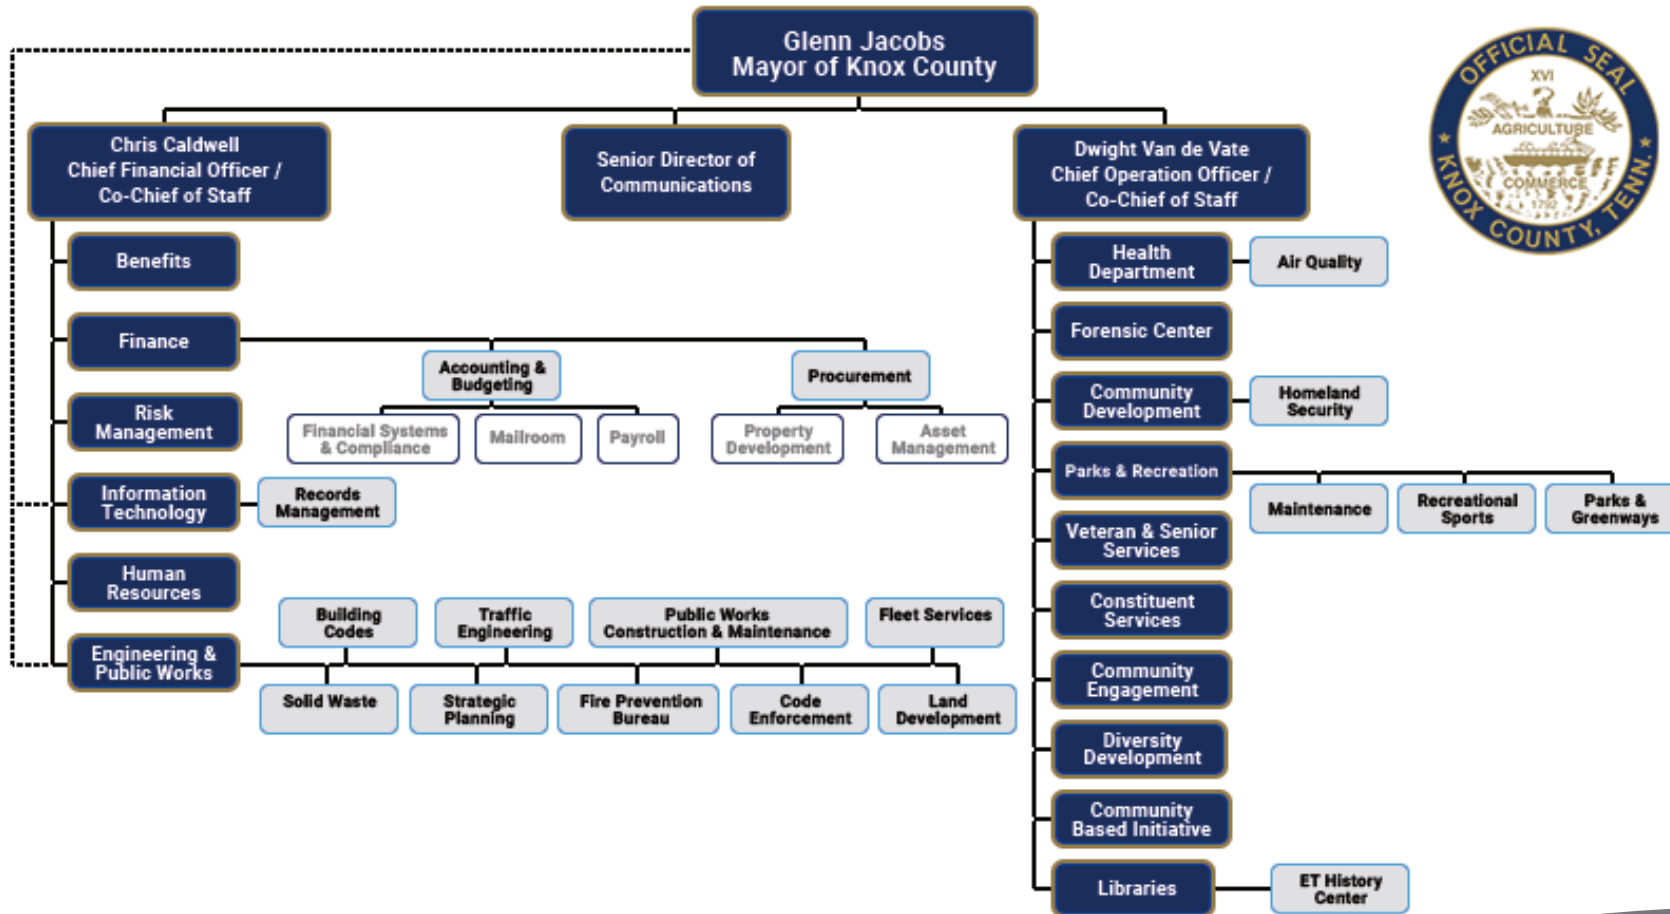 Glenn Jacobs
Mayor of Knox County
OFFICIAL SEAL
XVI
AGRICULTURE
COMMERCE
1792
KNOX COUNTY, TENN.
Chris Caldwell
Chief Financial Officer /
Co-Chief of Staff
Senior Director of
Communications
Dwight Van de Vate
Chief Operation Officer /
Co-Chief of Staff
Benefits
Finance
Accounting &
Budgeting
Procurement
Financial Systems
& Compliance
Mailroom
Payroll
Property
Development
Asset
Management
Risk
Management
Information
Technology
Records
Management
Human
Resources
Engineering &
Public Works
Building
Codes
Traffic
Engineering
Public Works
Construction & Maintenance
Fleet Services
Solid Waste
Strategic
Planning
Fire Prevention
Bureau
Code
Enforcement
Land
Development
Health
Department
Air Quality
Forensic Center
Community
Development
Homeland
Security
Parks & Recreation
Maintenance
Recreational
Sports
Parks &
Greenways
Veteran & Senior
Services
Constituent
Services
Community
Engagement
Diversity
Development
Community
Based Initiative
Libraries
ET History
Center